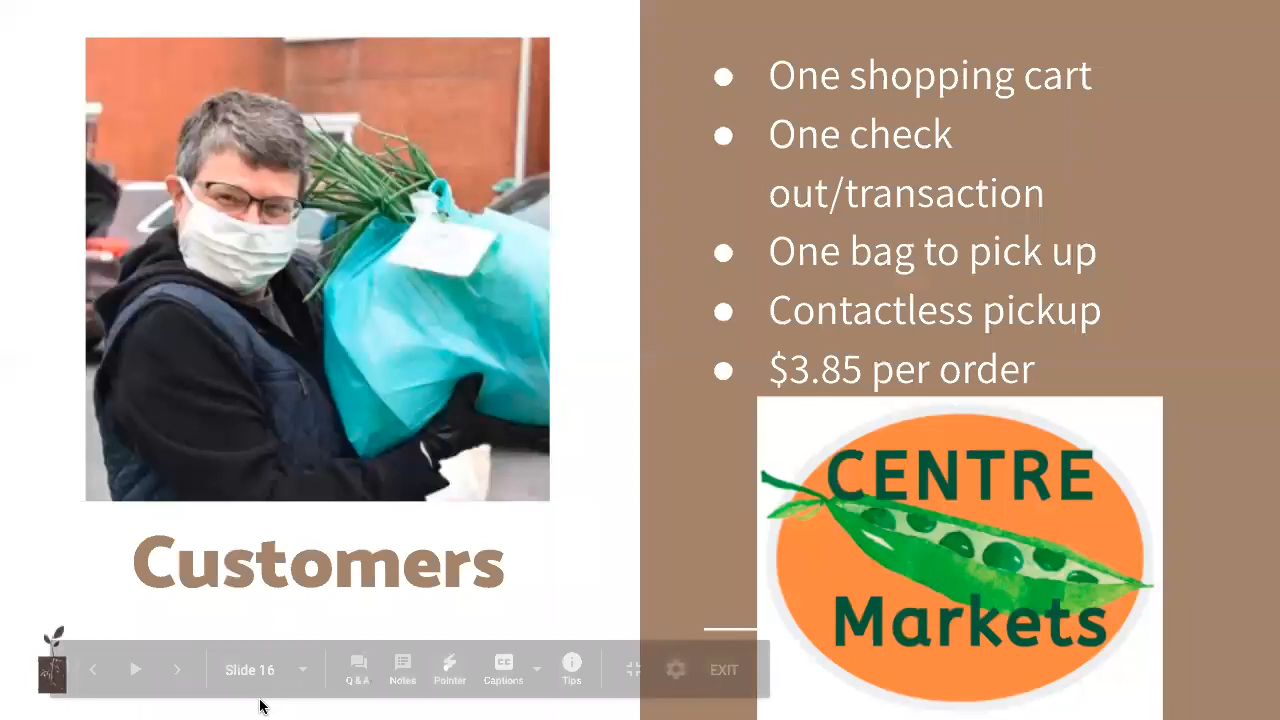 One shopping cart
One check
out/transaction
One bag to pick up
Contactless pickup
$3.85 per order
CENTRE
Markets
Customers
Slide 16
Q & A
Notes
Pointer
CC
Captions
Tips
EXIT